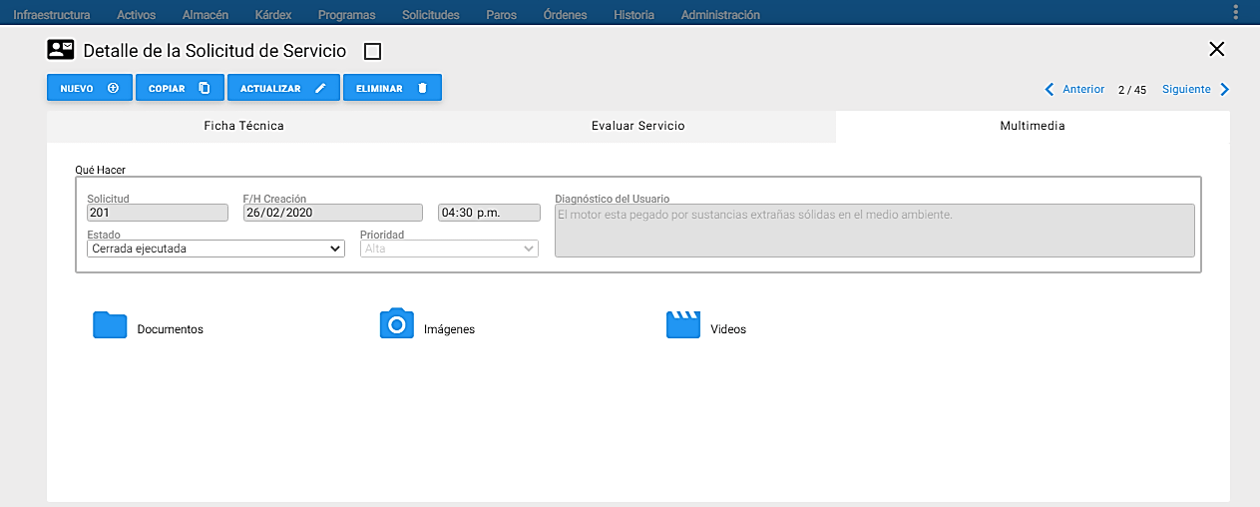 Infraestructura Activos Almacén Kárdex Programas Solicitudes Paros Órdenes Historia Administración
Detalle de la Solicitud de Servicio
NUEVO COPIAR ACTUALIZAR ELIMINAR Anterior 2 / 45 Siguiente
Ficha Técnica Evaluar Servicio Multimedia
Qué Hacer
Solicitud F/H Creación Diagnóstico del Usuario
201 26/02/2020 04:30 p.m. El motor esta pegado por sustancias extrañas sólidas en el medio ambiente.
Estado Prioridad
Cerrada ejecutada Alta
Documentos Imágenes Videos